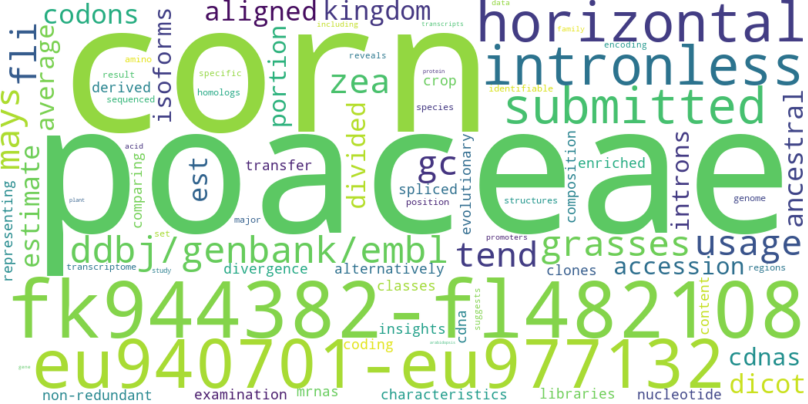 codons
aligned
kingdom
horizontal
data
family
transcripts
fli
average
corn
including
reveals
encoding
isoforms
amino
result
derived
sequenced
specific
homologs
portion
zea
crop
protein
species
identifiable
intronless
submitted
mays
estimate
representing
poaceae
acid
comparing
est
transfer
divided
gc
spliced
position
evolutionary
structures
composition
enriched
introns
genome
ancestral
plant
major
set
ddbj/genbank/embl
tend
promoters
grasses
usage
transcriptome
study
divergence
alternatively
clones
accession
regions
classes
fk944382-fl482108
insights
cdna
suggests
content
eu940701-eu977132
coding
arabidopsis
cdnas
dicot
gene
non-redundant
examination
mrnas
characteristics
libraries
nucleotide